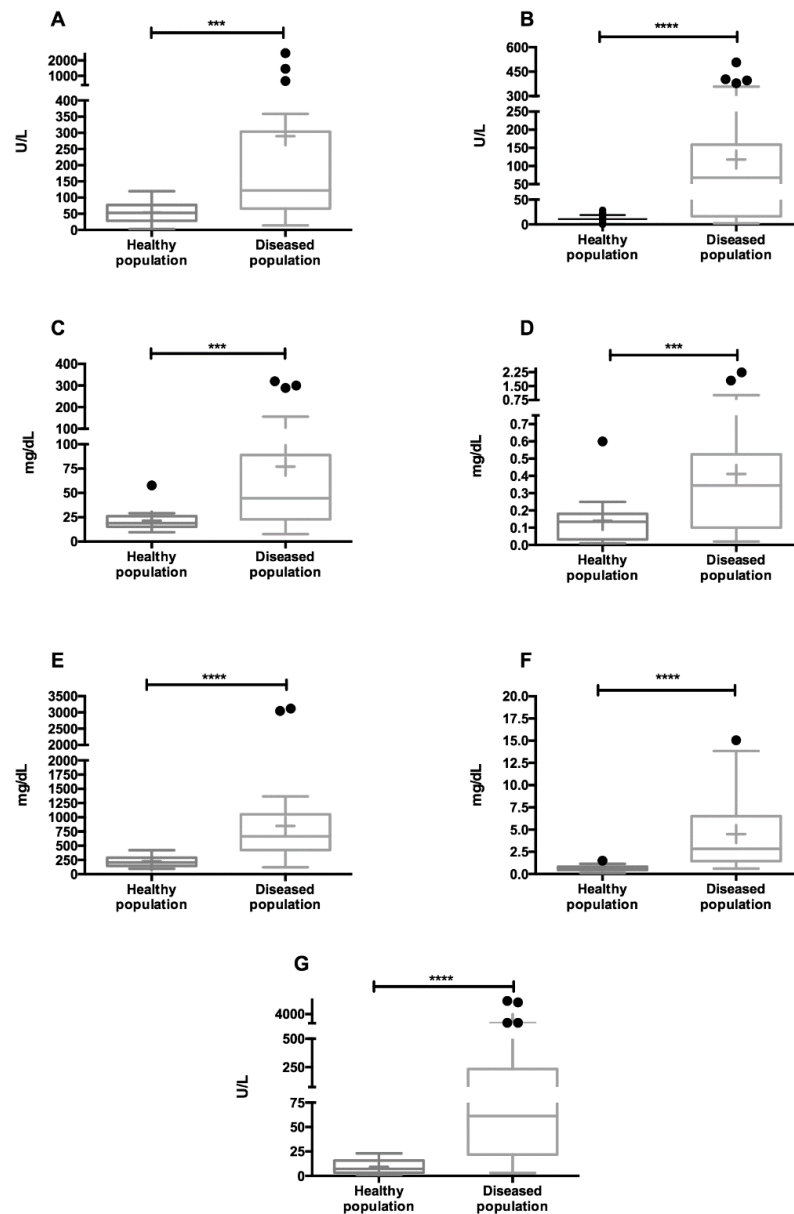 A
***
2000
1000
400
350
300
250
200
150
100
50
0
U/L
Healthy
population
Diseased
population
B
****
600
450
300
250
200
150
100
50
50
0
U/L
Healthy
population
Diseased
population
C
***
400
300
200
100
100
75
50
25
0
mg/dL
Healthy
population
Diseased
population
D
***
2.25
1.50
0.75
0.7
0.6
0.5
0.4
0.3
0.2
0.1
0.0
mg/dL
Healthy
population
Diseased
population
E
****
3500
3000
2500
2000
2000
1750
1500
1250
1000
750
500
250
0
mg/dL
Healthy
population
Diseased
population
F
****
20.0
17.5
15.0
12.5
10.0
7.5
5.0
2.5
0.0
mg/dL
Healthy
population
Diseased
population
G
****
4000
500
250
75
50
25
0
U/L
Healthy
population
Diseased
population